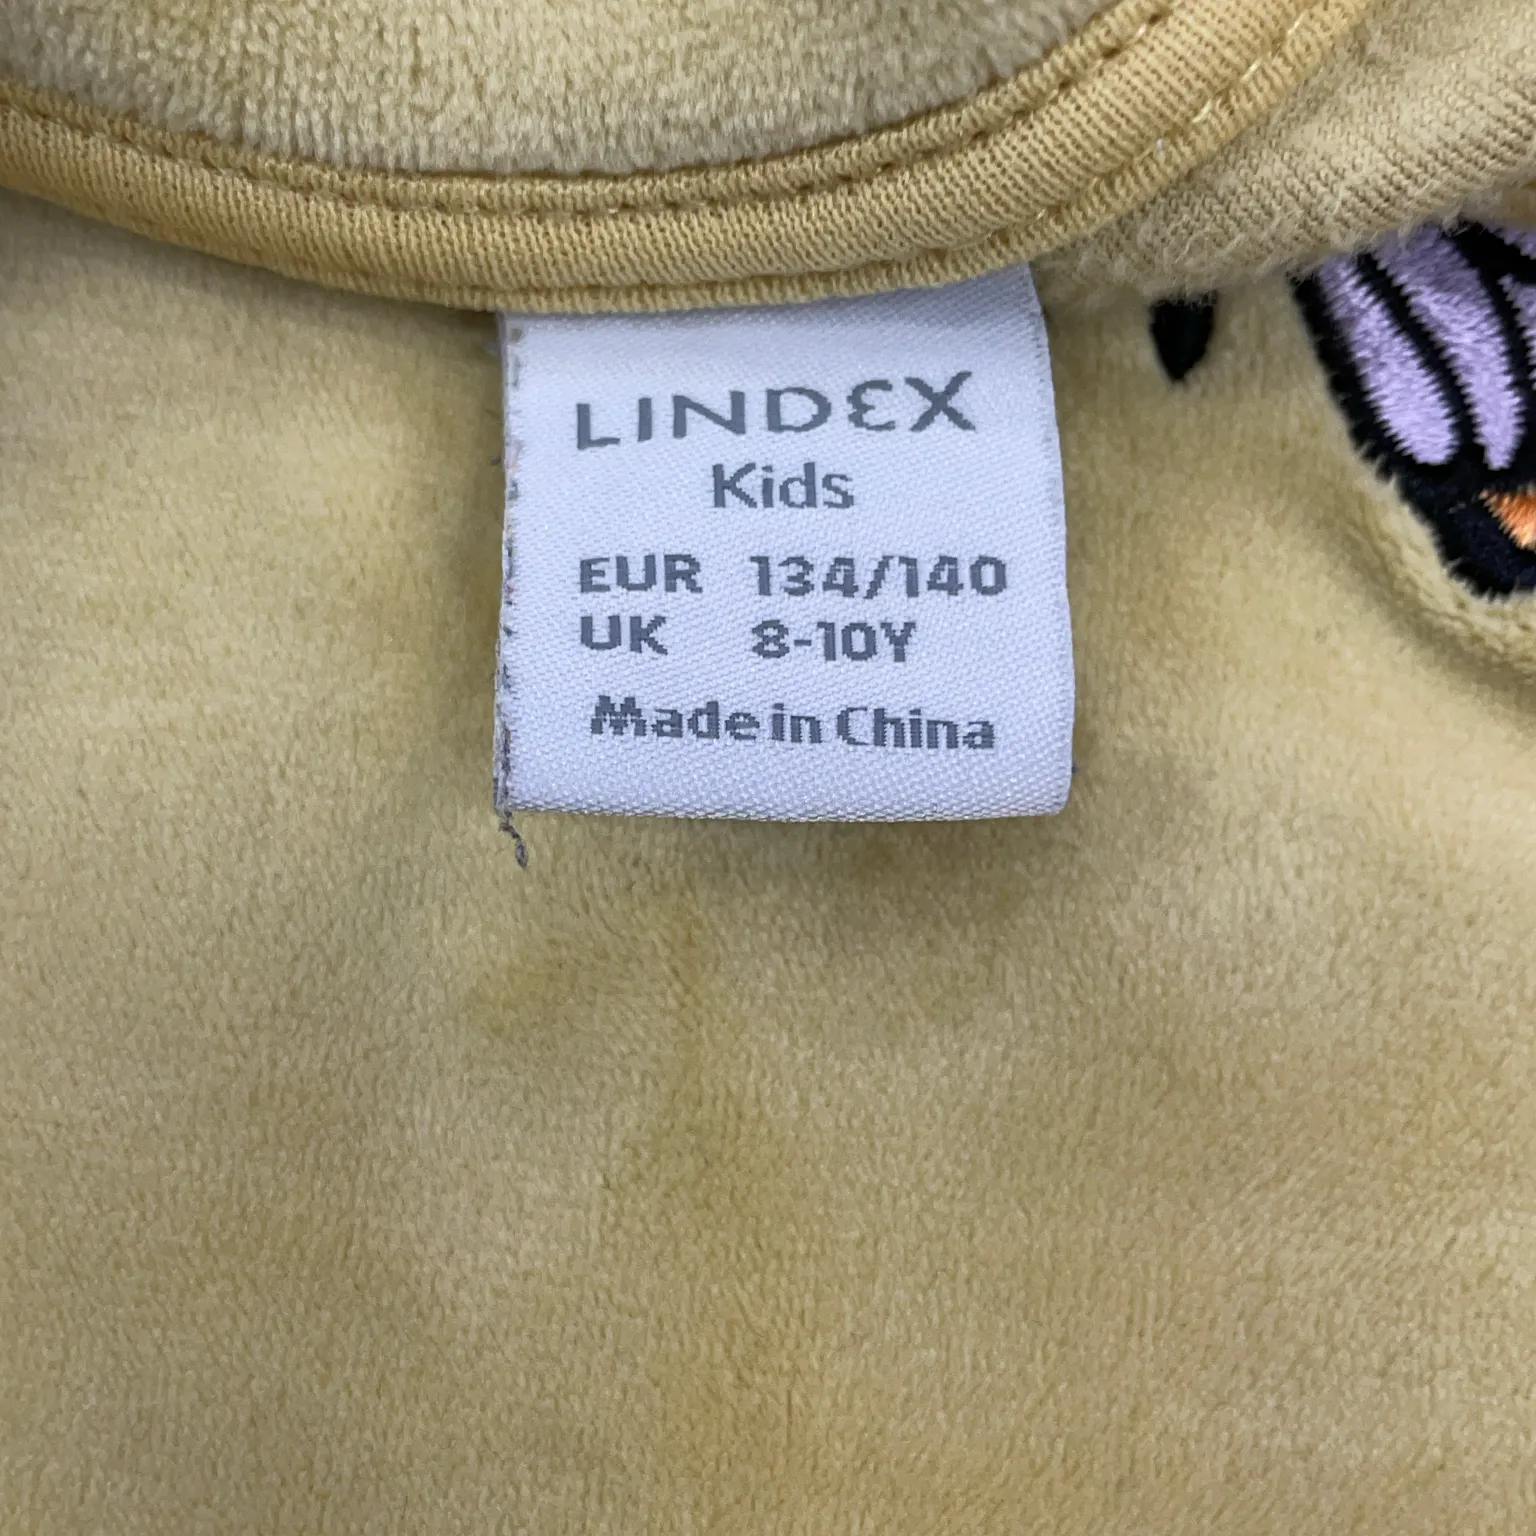 LINDEX
Kids
EUR 134/140
UK 8-10Y
Made in China